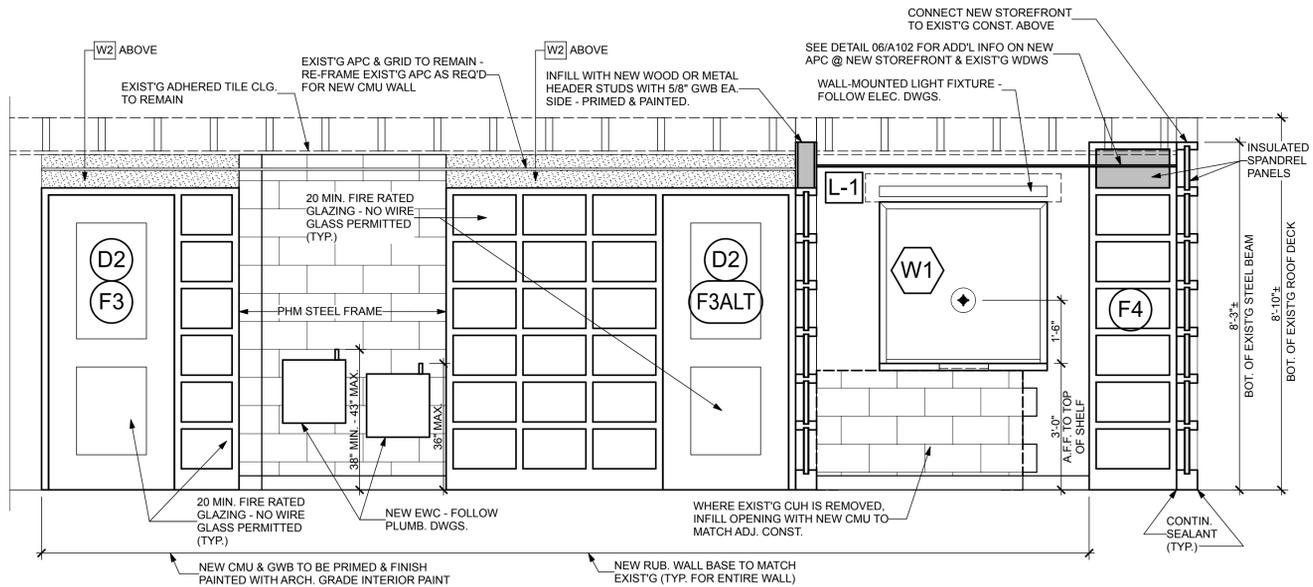 CONNECT NEW STOREFRONT
TO EXIST'G CONST. ABOVE
W2 ABOVE
W2 ABOVE
SEE DETAIL 06/A102 FOR ADD'L INFO ON NEW
APC @ NEW STOREFRONT & EXIST'G WDWS
EXIST'G APC & GRID TO REMAIN -
RE-FRAME EXIST'G APC AS REQ'D
FOR NEW CMU WALL
INFILL WITH NEW WOOD OR METAL
HEADER STUDS WITH 5/8" GWB EA.
SIDE - PRIMED & PAINTED.
EXIST'G ADHERED TILE CLG.
TO REMAIN
WALL-MOUNTED LIGHT FIXTURE -
FOLLOW ELEC. DWGS.
INSULATED
SPANDREL
PANELS
L-1
20 MIN. FIRE RATED
GLAZING - NO WIRE
GLASS PERMITTED
(TYP.)
D2
F3
D2
F3ALT
W1
F4
PHM STEEL FRAME
1'-6"
8'-3"±
BOT. OF EXIST'G STEEL BEAM
8'-10"±
BOT. OF EXIST'G ROOF DECK
38" MIN. - 43" MAX.
36" MAX.
3'-0"
A.F.F. TO TOP
OF SHELF
20 MIN. FIRE RATED
GLAZING - NO WIRE
GLASS PERMITTED
(TYP.)
NEW EWC - FOLLOW
PLUMB. DWGS.
WHERE EXIST'G CUH IS REMOVED,
INFILL OPENING WITH NEW CMU TO
MATCH ADJ. CONST.
CONTIN.
SEALANT
(TYP.)
NEW CMU & GWB TO BE PRIMED & FINISH
PAINTED WITH ARCH. GRADE INTERIOR PAINT
NEW RUB. WALL BASE TO MATCH
EXIST'G (TYP. FOR ENTIRE WALL)